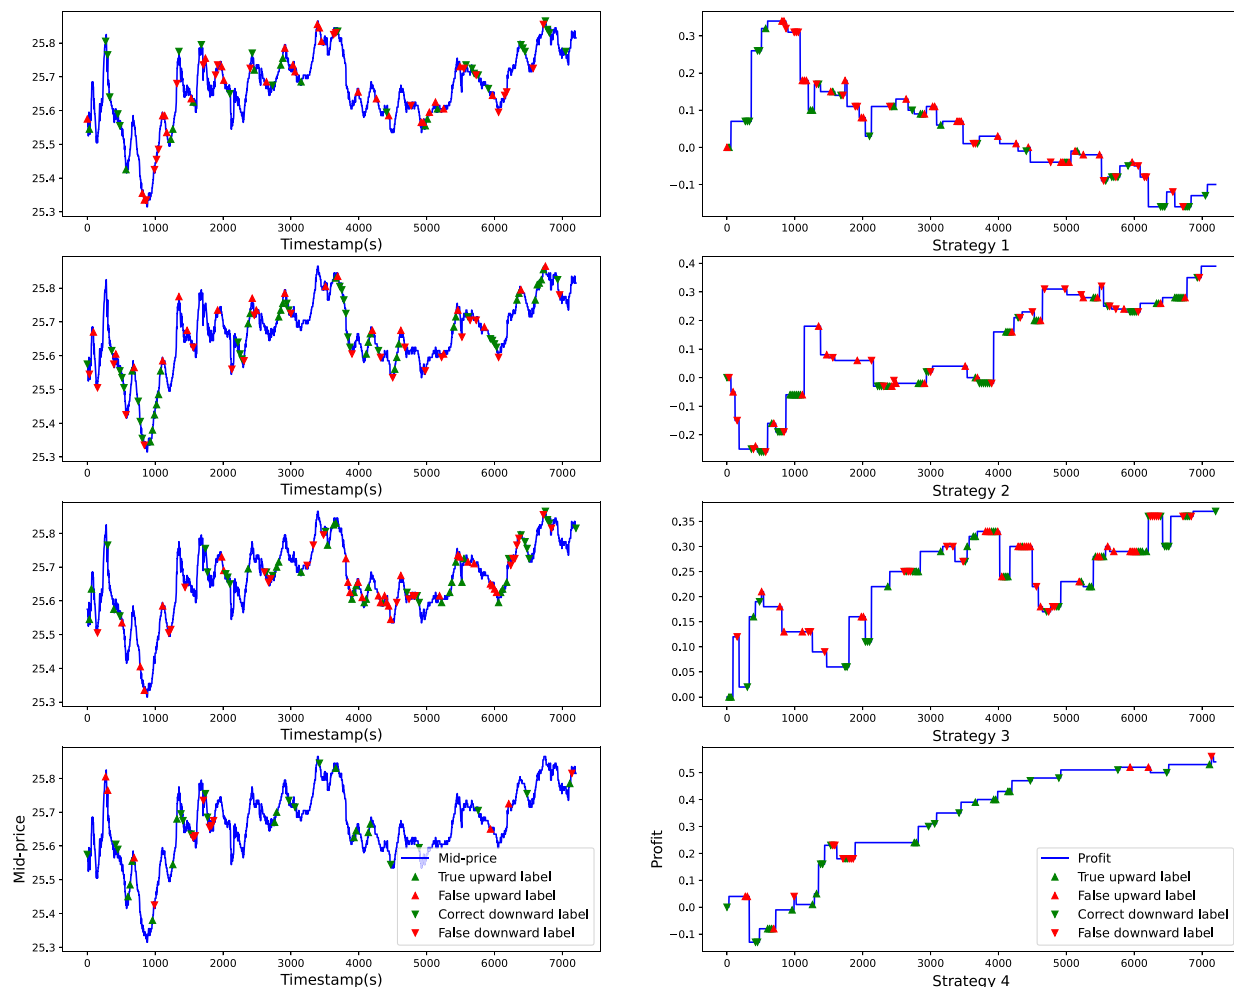 25.8
25.7
25.6
25.5
25.4
25.3
0 1000 2000 3000 4000 5000 6000 7000
Timestamp(s)
0.3
0.2
0.1
0.0
−0.1
0 1000 2000 3000 4000 5000 6000 7000
Strategy 1
25.8
25.7
25.6
25.5
25.4
25.3
0 1000 2000 3000 4000 5000 6000 7000
Timestamp(s)
0.4
0.3
0.2
0.1
0.0
−0.1
−0.2
0 1000 2000 3000 4000 5000 6000 7000
Strategy 2
25.8
25.7
25.6
25.5
25.4
25.3
0 1000 2000 3000 4000 5000 6000 7000
Timestamp(s)
0.35
0.30
0.25
0.20
0.15
0.10
0.05
0.00
0 1000 2000 3000 4000 5000 6000 7000
Strategy 3
Mid-price
25.8
25.7
25.6
25.5
25.4
25.3
Mid-price
True upward label
False upward label
Correct downward label
False downward label
0 1000 2000 3000 4000 5000 6000 7000
Timestamp(s)
Profit
0.5
0.4
0.3
0.2
0.1
0.0
−0.1
Profit
True upward label
False upward label
Correct downward label
False downward label
0 1000 2000 3000 4000 5000 6000 7000
Strategy 4